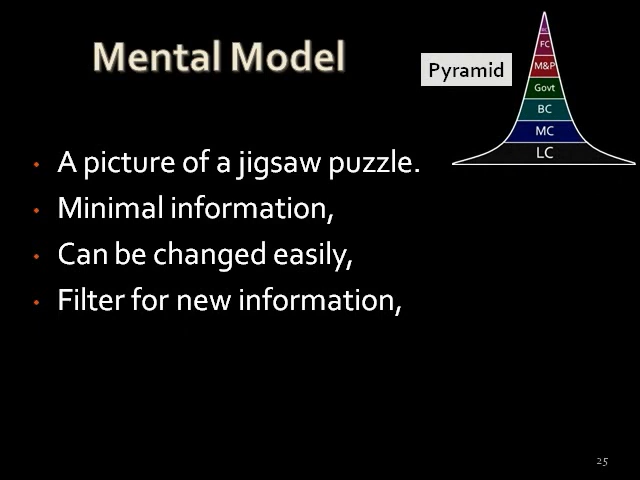 Mental Model
Pyramid
FC
M&P
Govt
BC
MC
LC
• A picture of a jigsaw puzzle.
• Minimal information,
• Can be changed easily,
• Filter for new information,
25